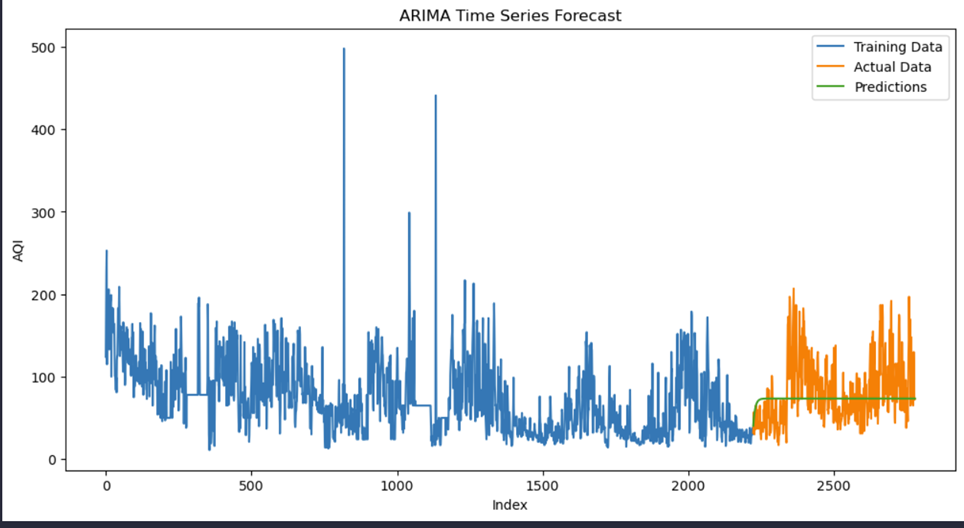 ARIMA Time Series Forecast
500
400
300
200
100
0
AQI
Training Data
Actual Data
Predictions
0 500 1000 1500 2000 2500
Index